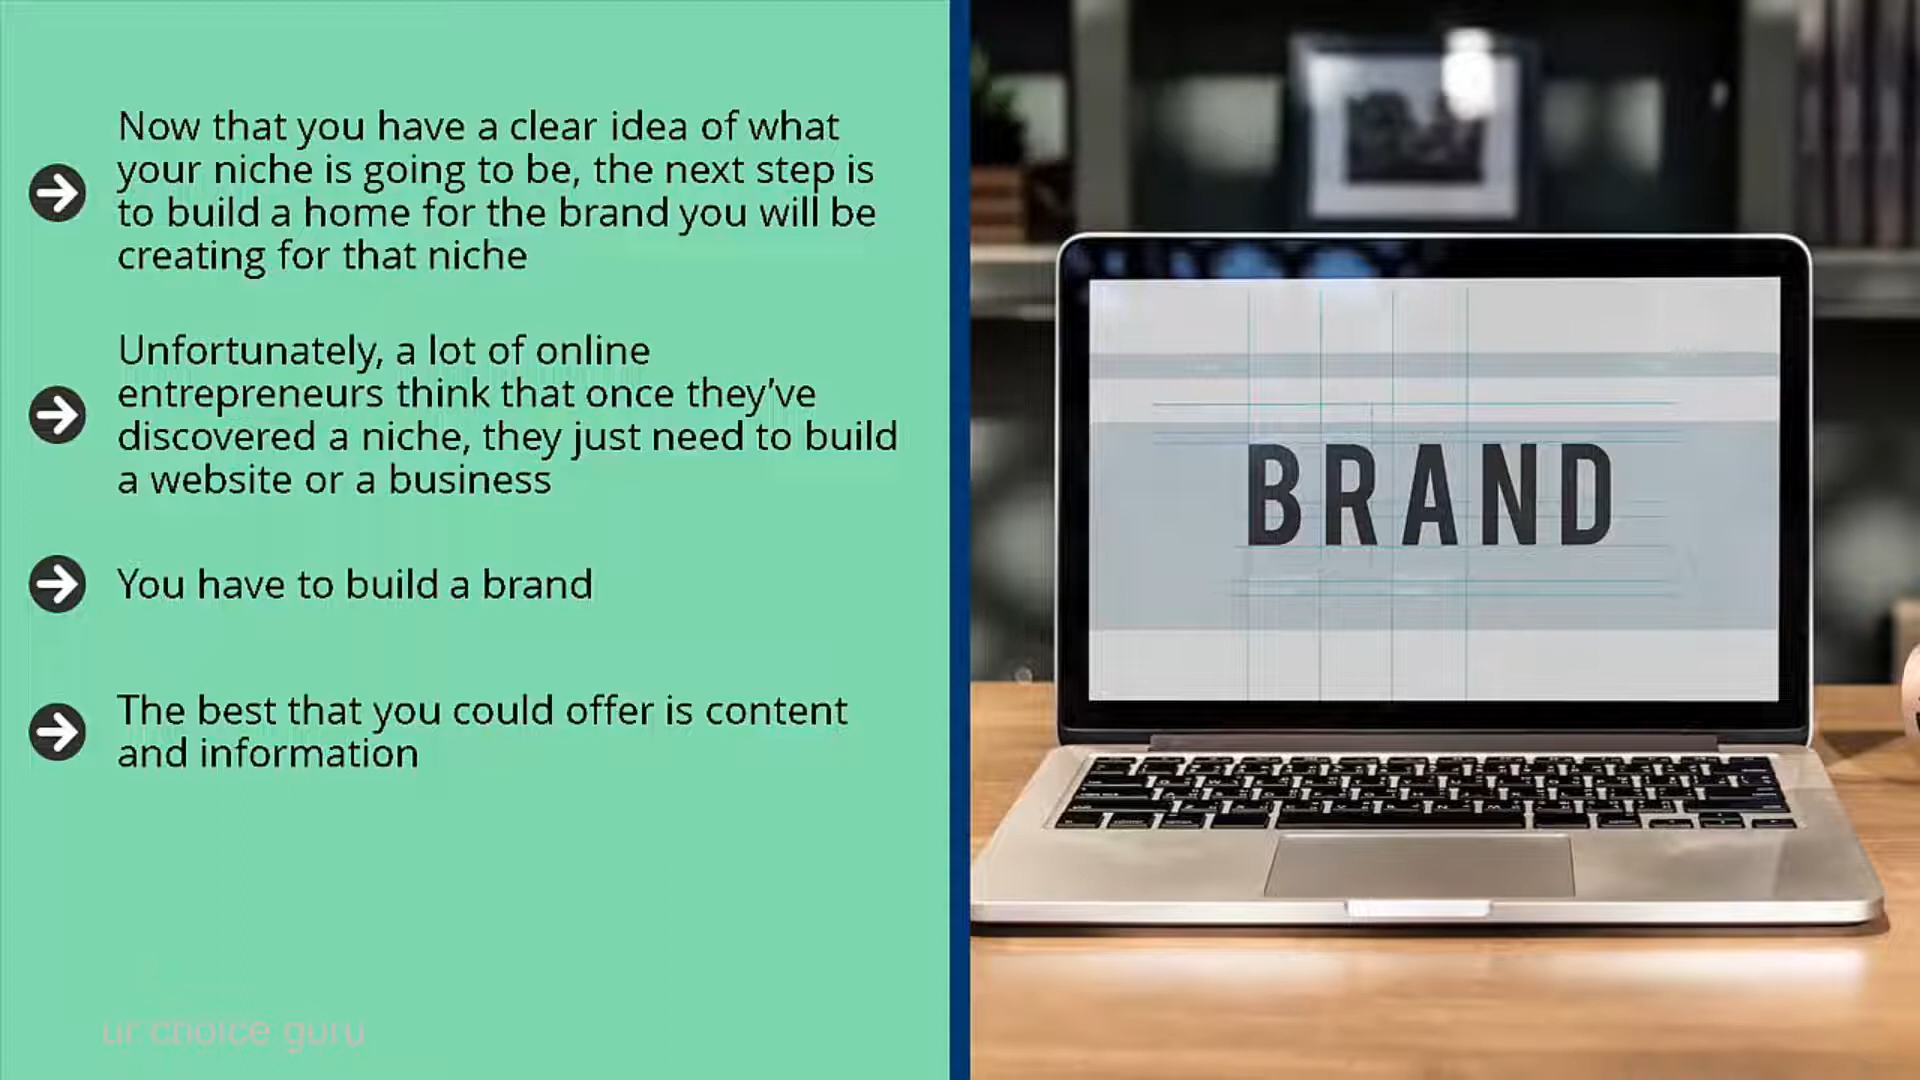 Now that you have a clear idea of what
your niche is going to be, the next step is
to build a home for the brand you will be
creating for that niche
Unfortunately, a lot of online
entrepreneurs think that once they've
discovered a niche, they just need to build
a website or a business
You have to build a brand
The best that you could offer is content
and information
ur choice guru
BRAND